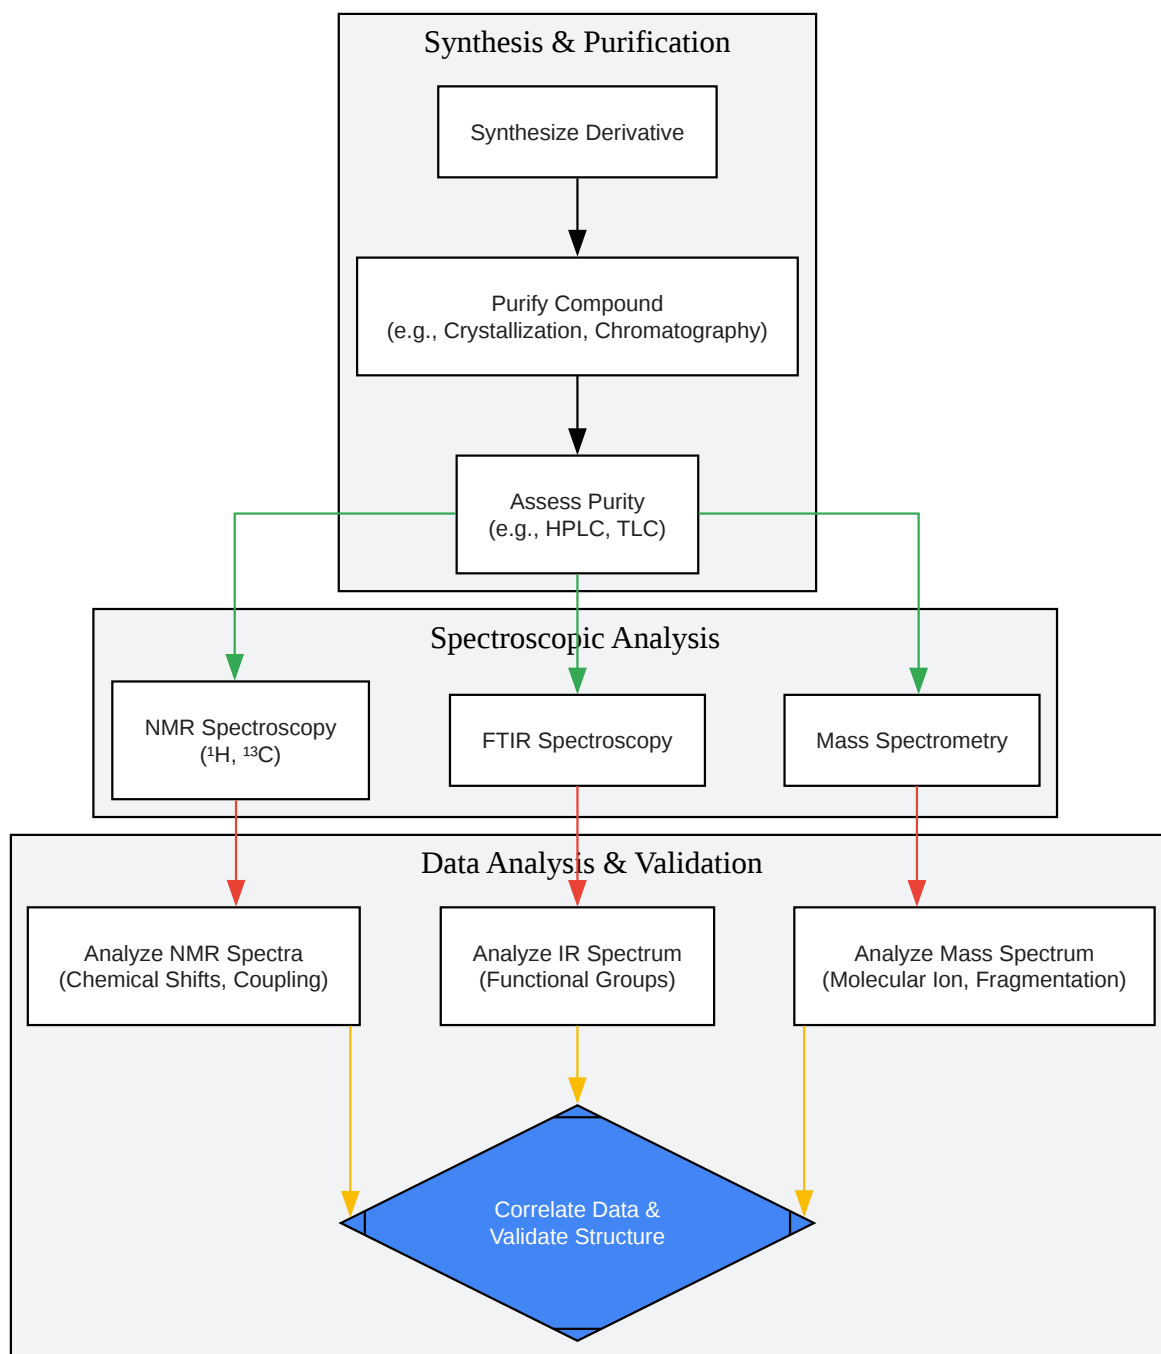 Synthesis & Purification
Synthesize Derivative
Purify Compound
(e.g., Crystallization, Chromatography)
Assess Purity
(e.g., HPLC, TLC)
Spectroscopic Analysis
NMR Spectroscopy
(¹H, ¹³C)
FTIR Spectroscopy
Mass Spectrometry
Data Analysis & Validation
Analyze NMR Spectra
(Chemical Shifts, Coupling)
Analyze IR Spectrum
(Functional Groups)
Analyze Mass Spectrum
(Molecular Ion, Fragmentation)
Correlate Data &
Validate Structure